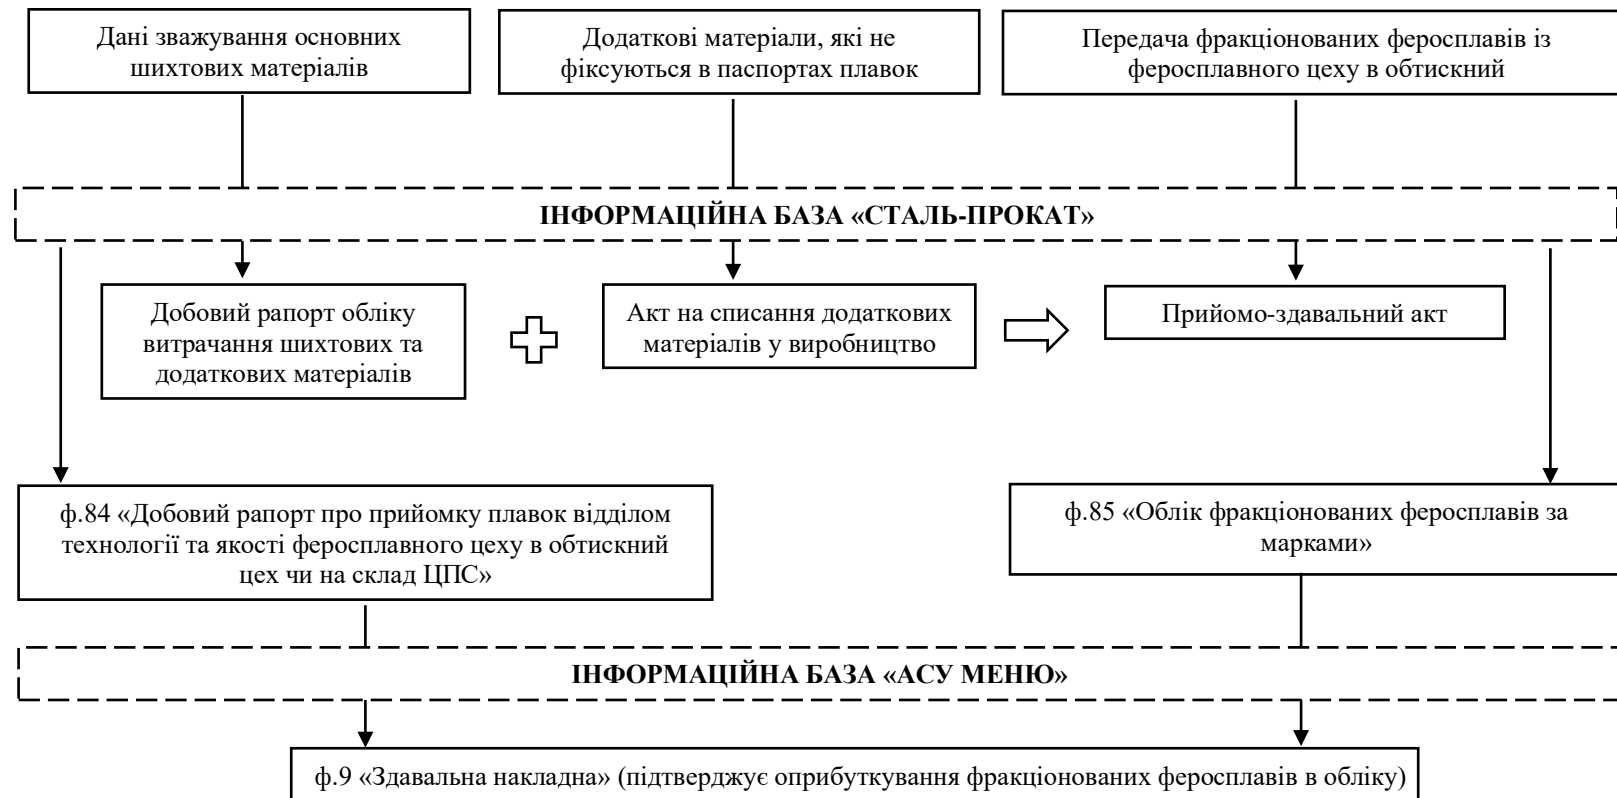 Дані зважування основних
шихтових матеріалів
Додаткові матеріали, які не
фіксуються в паспортах плавок
Передача фракціонованих феросплавів із
феросплавного цеху в обтискний
ІНФОРМАЦІЙНА БАЗА «СТАЛЬ-ПРОКАТ»
Добовий рапорт обліку
витрачання шихтових та
додаткових матеріалів
Акт на списання додаткових
матеріалів у виробництво
Прийомо-здавальний акт
ф.84 «Добовий рапорт про прийомку плавок відділом
технології та якості феросплавного цеху в обтискний
цех чи на склад ЦПС»
ф.85 «Облік фракціонованих феросплавів за
марками»
ІНФОРМАЦІЙНА БАЗА «АСУ МЕНЮ»
ф.9 «Здавальна накладна» (підтверджує оприбуткування фракціонованих феросплавів в обліку)